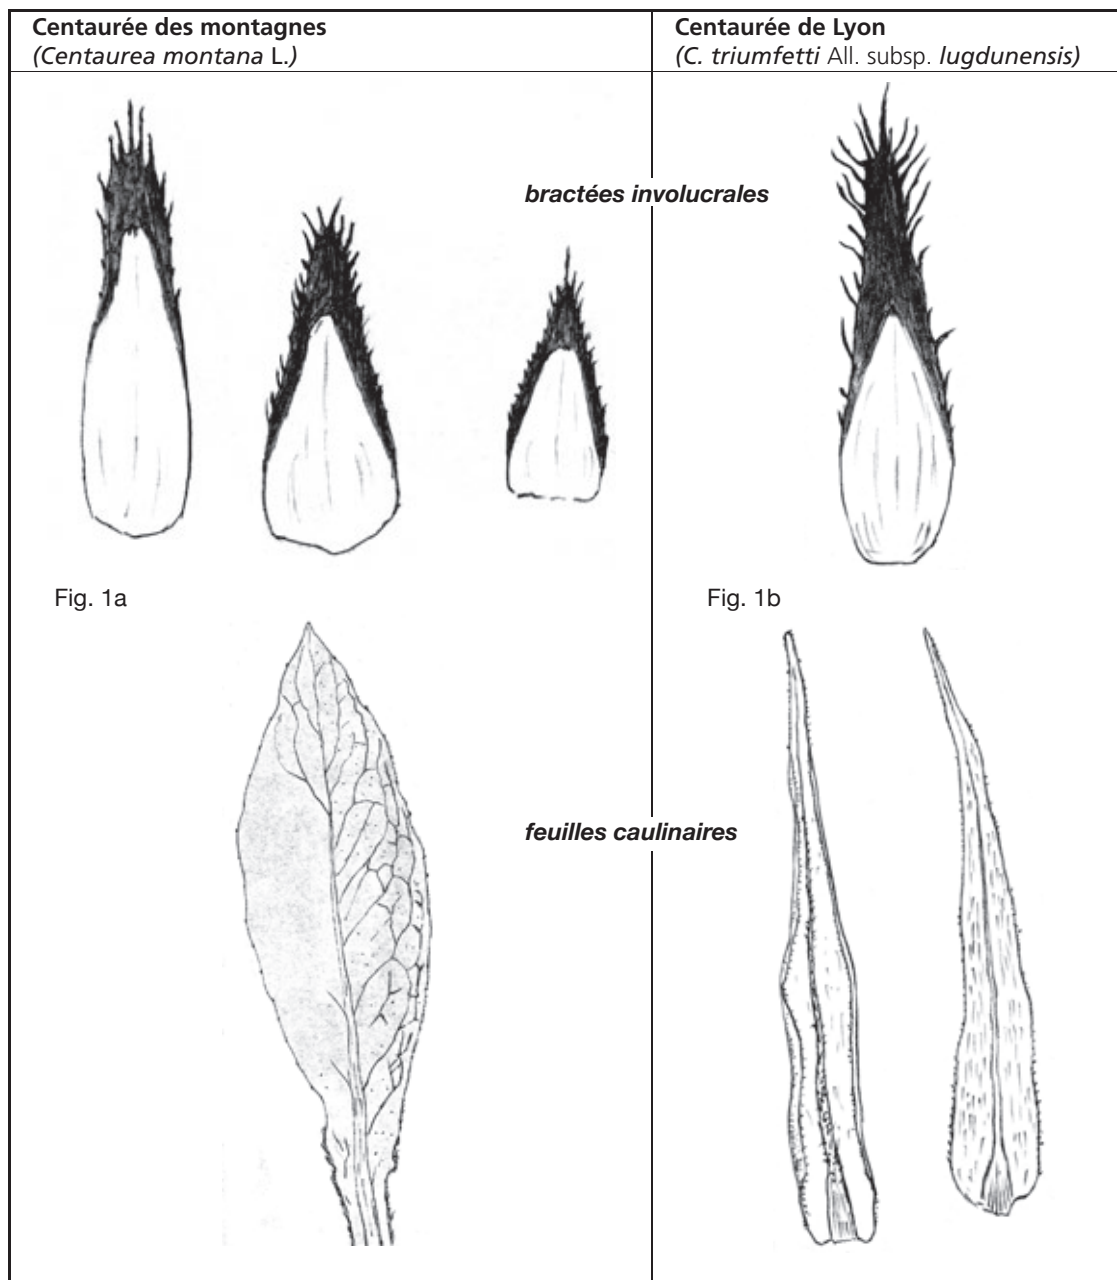 Centaurée des montagnes
(Centaurea montana L.)
Centaurée de Lyon
(C. triumfetti All. subsp. lugdunensis)
bractées involucrales
Fig. 1a
Fig. 1b
feuilles caulinaires